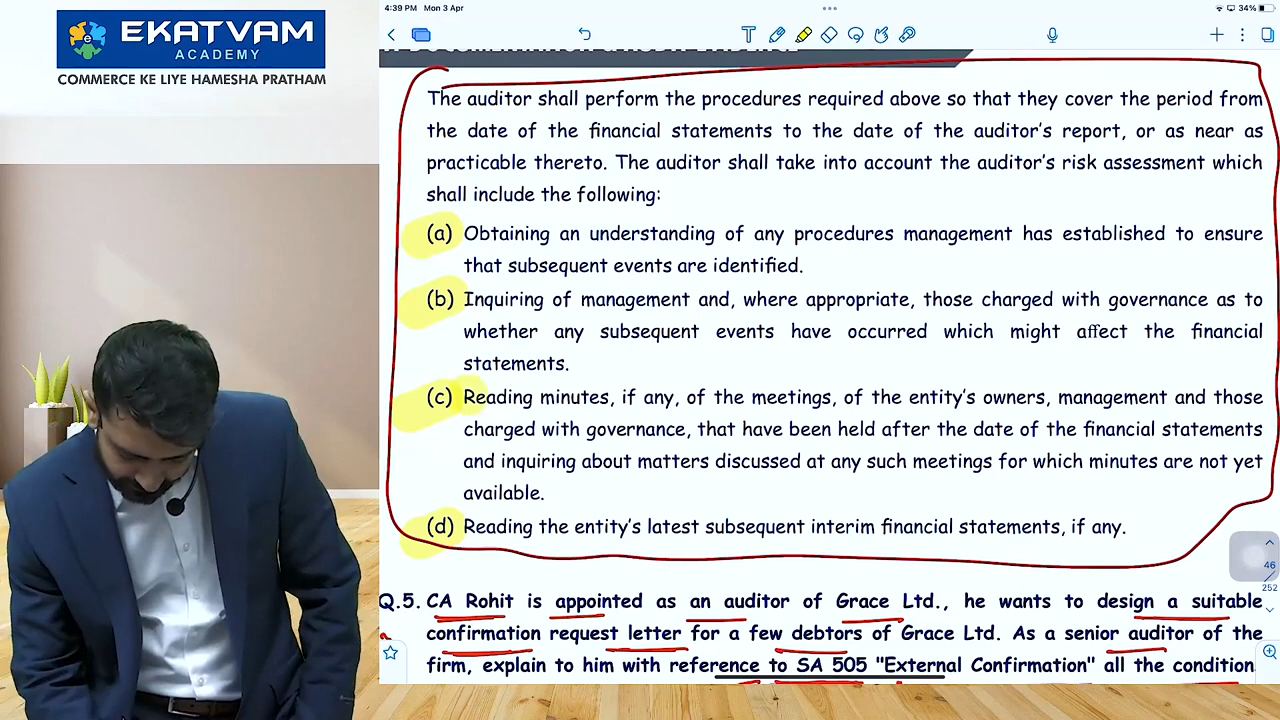 EKATVAM
ACADEMY
COMMERCE KE LIYE HAMESHA PRATHAM
4:39 PM Mon 3 Apr
34%
The auditor shall perform the procedures required above so that they cover the period from
the date of the financial statements to the date of the auditor's report, or as near as
practicable thereto. The auditor shall take into account the auditor's risk assessment which
shall include the following:
(a) Obtaining an understanding of any procedures management has established to ensure
that subsequent events are identified.
(b) Inquiring of management and, where appropriate, those charged with governance as to
whether any subsequent events have occurred which might affect the financial
statements.
(c) Reading minutes, if any, of the meetings, of the entity's owners, management and those
charged with governance, that have been held after the date of the financial statements
and inquiring about matters discussed at any such meetings for which minutes are not yet
available.
(d) Reading the entity's latest subsequent interim financial statements, if any.
46
252
Q.5. CA Rohit is appointed as an auditor of Grace Ltd., he wants to design a suitable
confirmation request letter for a few debtors of Grace Ltd. As a senior auditor of the
firm, explain to him with reference to SA 505 "External Confirmation" all the condition